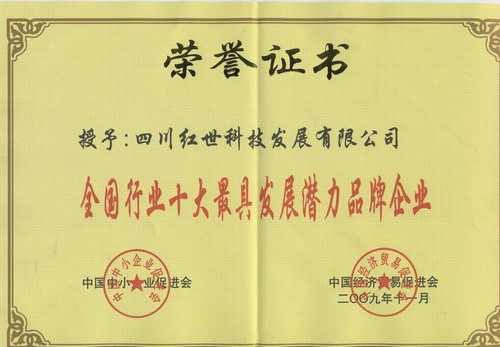 荣誉证书
授予：四川红世科技发展有限公司
全国行业十大最具发展潜力品牌企业
中国中小企业促进会
中国经济贸易促进会
二〇〇九年十一月